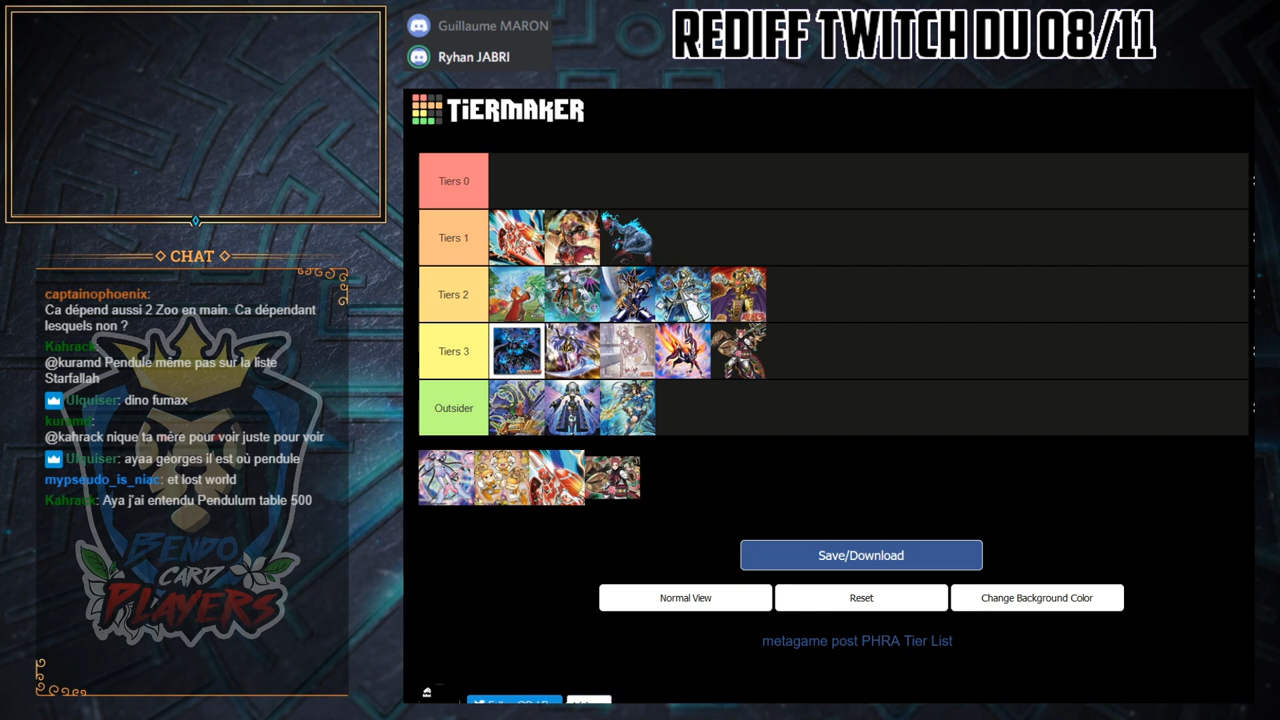 Guillaume MARON
Ryhan JABRI
REDIFF TWITCH DU 08/11
TiERMAKER
Tiers 0
Tiers 1
Tiers 2
Tiers 3
Outsider
CHAT
captainophoenix:
Ca dépend aussi 2 Zoo en main. Ca dépendant
lesquels non ?
Kahrack:
@kuramd Pendule même pas sur la liste
Starfallah
Ulquiser: dino fumax
kuramd:
@kahrack nique ta mère pour voir juste pour voir
Ulquiser: ayaa georges il est où pendule
mypseudo_is_niac: et lost world
Kahrack: Aya j'ai entendu Pendulum table 500
BENDO
CARD
PLAYERS
Save/Download
Normal View
Reset
Change Background Color
metagame post PHRA Tier List